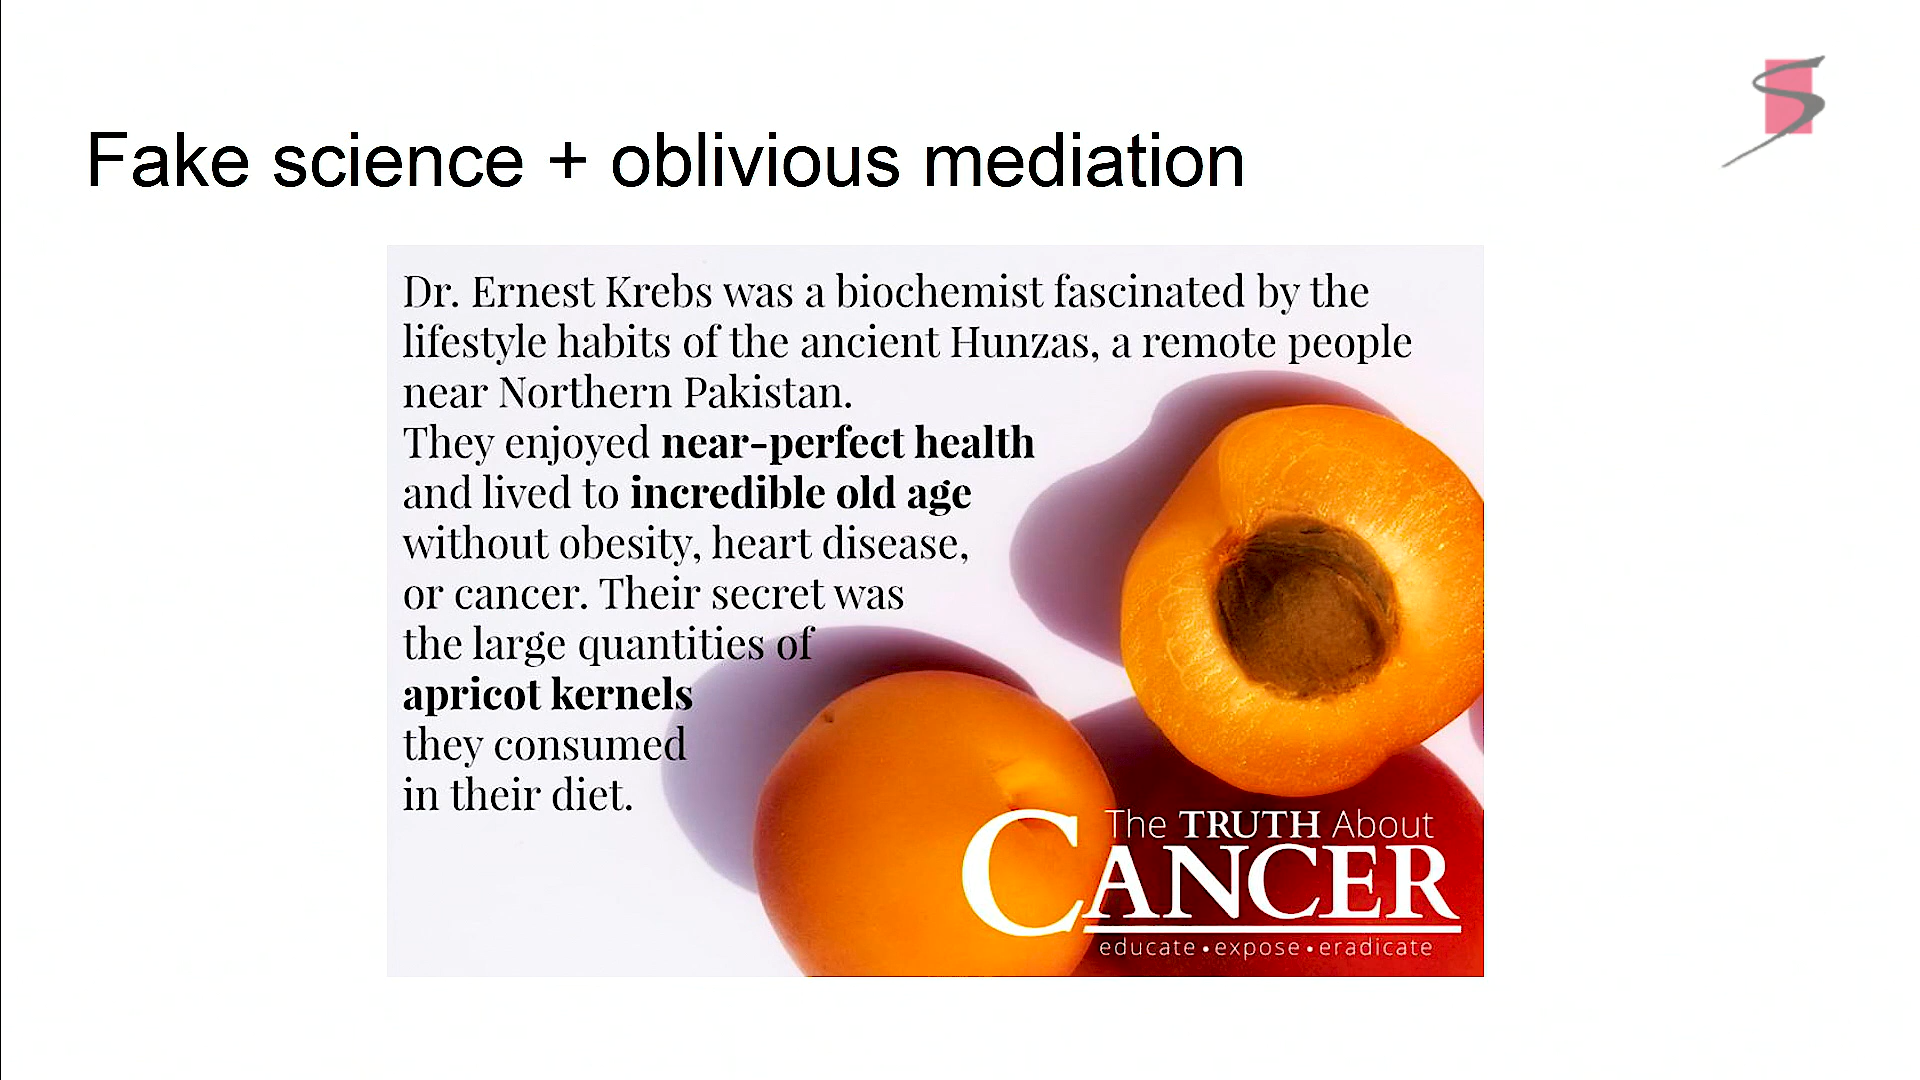 Fake science + oblivious mediation
Dr. Ernest Krebs was a biochemist fascinated by the
lifestyle habits of the ancient Hunzas, a remote people
near Northern Pakistan.
They enjoyed near-perfect health
and lived to incredible old age
without obesity, heart disease,
or cancer. Their secret was
the large quantities of
apricot kernels
they consumed
in their diet.
The TRUTH About
CANCER
educate • expose • eradicate